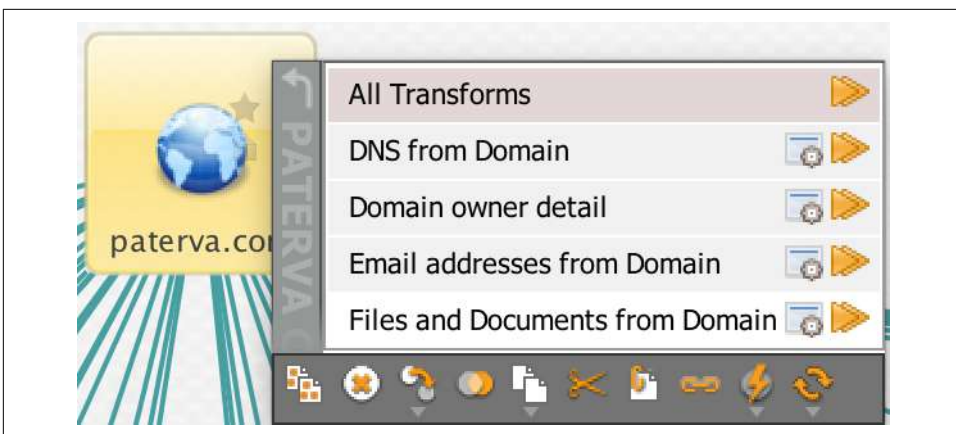 All Transforms
DNS from Domain
Domain owner detail
Email addresses from Domain
Files and Documents from Domain
PATERVA
paterva.com